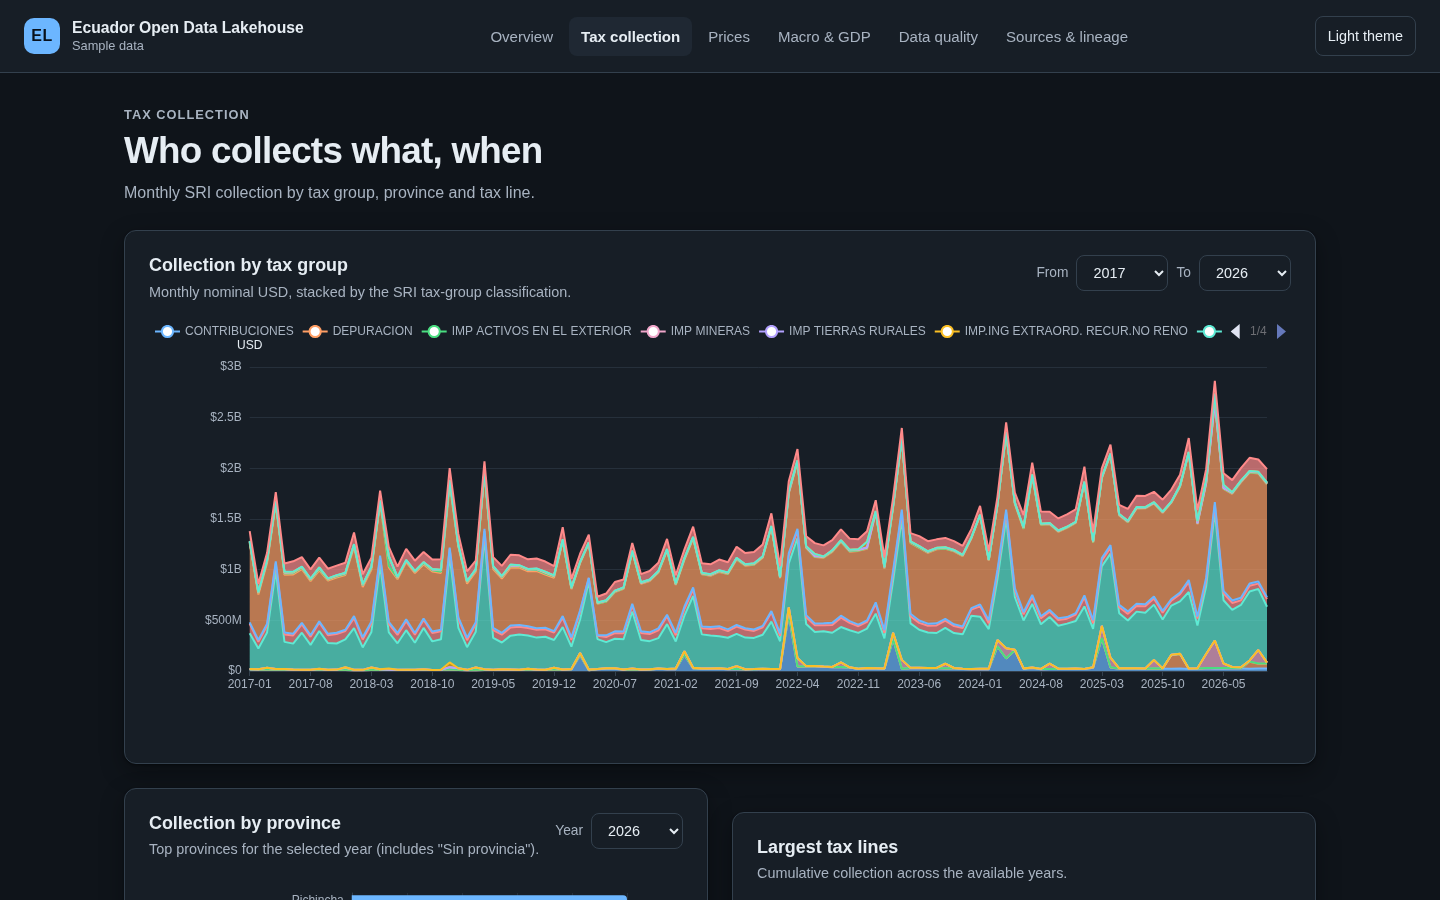 EL
Ecuador Open Data Lakehouse
Sample data
Overview
Tax collection
Prices
Macro & GDP
Data quality
Sources & lineage
Light theme
TAX COLLECTION
Who collects what, when
Monthly SRI collection by tax group, province and tax line.
Collection by tax group
Monthly nominal USD, stacked by the SRI tax-group classification.
From 2017 To 2026
CONTRIBUCIONES DEPURACION IMP ACTIVOS EN EL EXTERIOR IMP MINERAS IMP TIERRAS RURALES IMP.ING EXTRAORD. RECUR.NO RENO 1/4
USD
$3B
$2.5B
$2B
$1.5B
$1B
$500M
$0
2017-01 2017-08 2018-03 2018-10 2019-05 2019-12 2020-07 2021-02 2021-09 2022-04 2022-11 2023-06 2024-01 2024-08 2025-03 2025-10 2026-05
Collection by province
Top provinces for the selected year (includes "Sin provincia").
Year 2026
Pichincha
Largest tax lines
Cumulative collection across the available years.